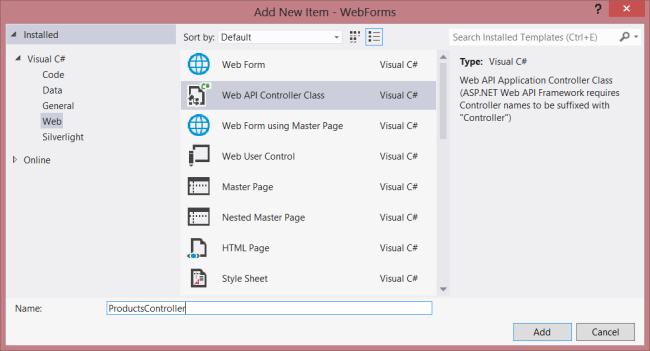 Add New Item - WebForms
? X
Installed
Sort by: Default
Search Installed Templates (Ctrl+E)
Visual C#
Code
Data
General
Web
Silverlight
Online
Web Form Visual C#
Web API Controller Class Visual C#
Web Form using Master Page Visual C#
Web User Control Visual C#
Master Page Visual C#
Nested Master Page Visual C#
HTML Page Visual C#
Style Sheet Visual C#
Type: Visual C#
Web API Application Controller Class
(ASP.NET Web API Framework requires
Controller names to be suffixed with
"Controller")
Name: ProductsController
Add Cancel